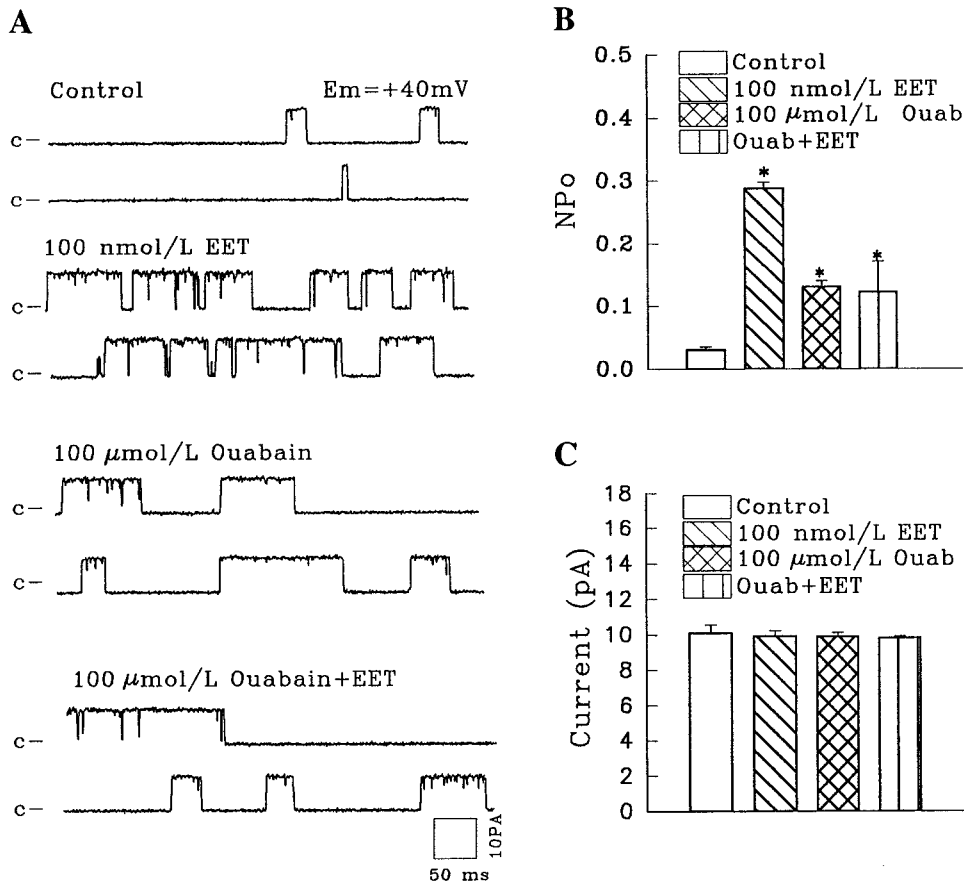 A
Control Em=+40mV
c–
c–
100 nmol/L EET
c–
c–
100 μmol/L Ouabain
c–
c–
100 μmol/L Ouabain+EET
c–
c–
10PA
50 ms
B
0.5
0.4
0.3
0.2
0.1
0.0
NPo
Control
100 nmol/L EET
100 μmol/L Ouab
Ouab+EET
*
*
*
C
18
16
14
12
10
8
6
4
2
0
Current (pA)
Control
100 nmol/L EET
100 μmol/L Ouab
Ouab+EET